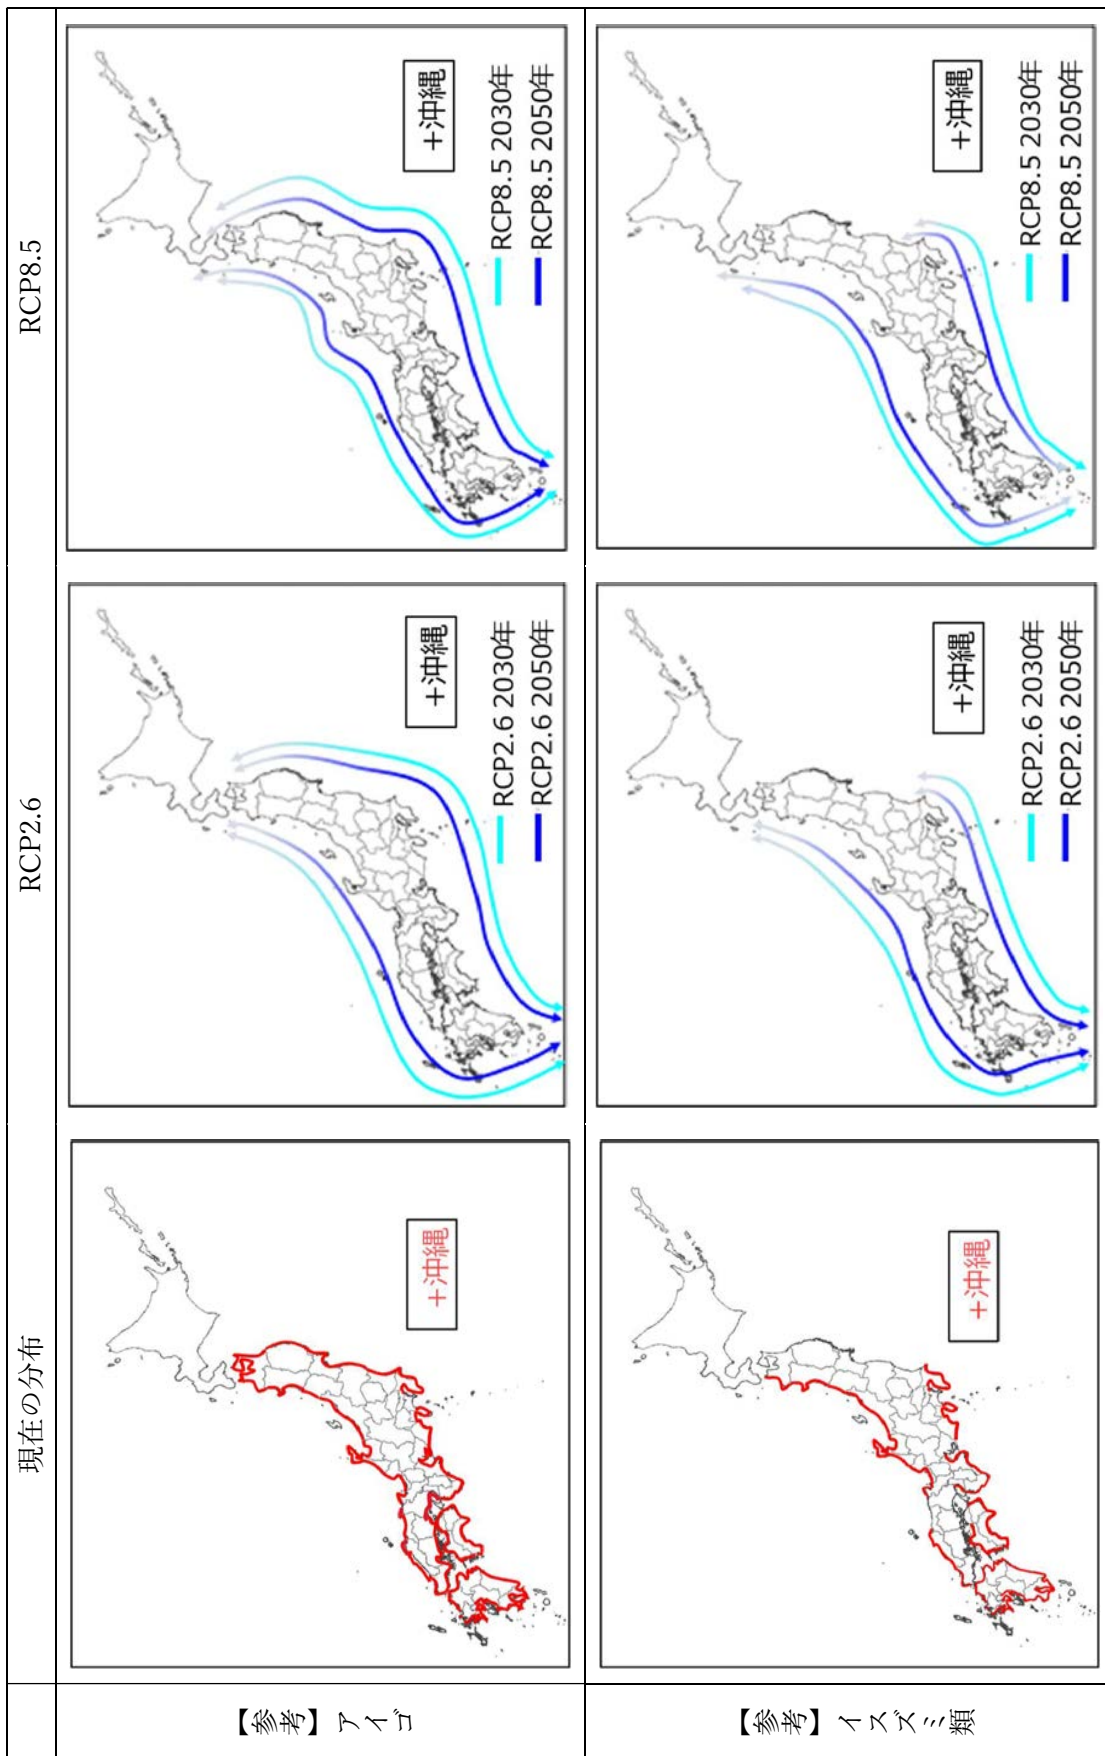 現在の分布
RCP2.6
RCP8.5
【参考】アイゴ
+沖縄
+沖縄
RCP2.6 2030年
RCP2.6 2050年
+沖縄
RCP8.5 2030年
RCP8.5 2050年
【参考】イスズミ類
+沖縄
+沖縄
RCP2.6 2030年
RCP2.6 2050年
+沖縄
RCP8.5 2030年
RCP8.5 2050年